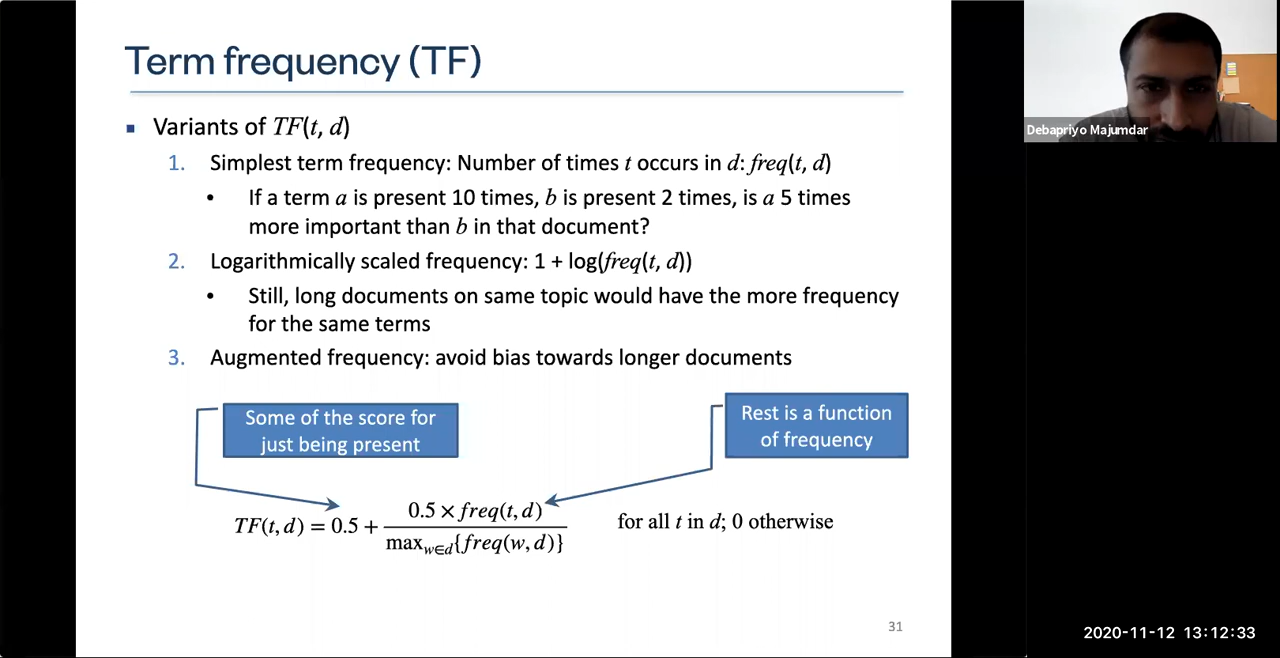 Term frequency (TF)
Debapriyo Majumdar
▪ Variants of TF(t, d)
1. Simplest term frequency: Number of times t occurs in d: freq(t, d)
• If a term a is present 10 times, b is present 2 times, is a 5 times
more important than b in that document?
2. Logarithmically scaled frequency: 1 + log(freq(t, d))
• Still, long documents on same topic would have the more frequency
for the same terms
3. Augmented frequency: avoid bias towards longer documents
Some of the score for
just being present
Rest is a function
of frequency
TF(t, d) = 0.5 + 0.5 × freq(t, d) / max_{w∈d}{freq(w, d)} for all t in d; 0 otherwise
31
2020-11-12 13:12:33